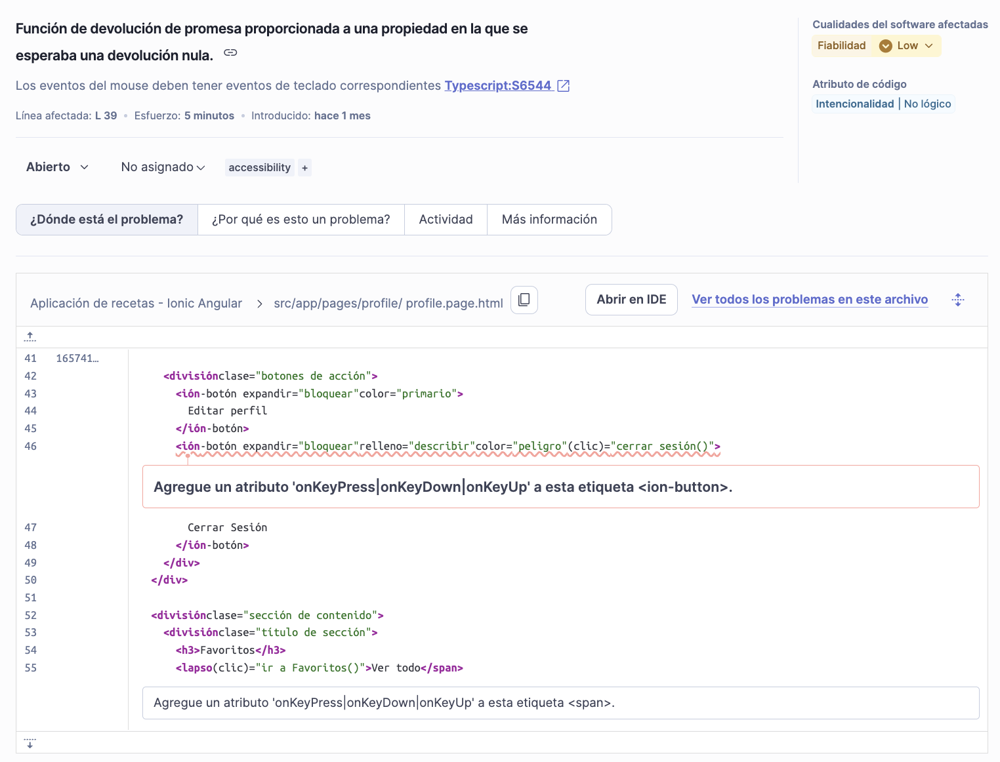 Función de devolución de promesa proporcionada a una propiedad en la que se
esperaba una devolución nula.
Los eventos del mouse deben tener eventos de teclado correspondientes Typescript:S6544
Línea afectada: L 39 • Esfuerzo: 5 minutos • Introducido: hace 1 mes
Cualidades del software afectadas
Fiabilidad Low
Atributo de código
Intencionalidad | No lógico
Abierto No asignado accessibility +
¿Dónde está el problema? ¿Por qué es esto un problema? Actividad Más información
Aplicación de recetas - Ionic Angular > src/app/pages/profile/ profile.page.html Abrir en IDE Ver todos los problemas en este archivo
41 165741…
42 <divisiónclase="botones de acción">
43 <ión-botón expandir="bloquear"color="primario">
44 Editar perfil
45 </ión-botón>
46 <ión-botón expandir="bloquear"relleno="describir"color="peligro"(clic)="cerrar sesión()">
Agregue un atributo 'onKeyPress|onKeyDown|onKeyUp' a esta etiqueta <ion-button>.
47 Cerrar Sesión
48 </ión-botón>
49 </div>
50 </div>
51
52 <divisiónclase="sección de contenido">
53 <divisiónclase="título de sección">
54 <h3>Favoritos</h3>
55 <lapso(clic)="ir a Favoritos()">Ver todo</span>
Agregue un atributo 'onKeyPress|onKeyDown|onKeyUp' a esta etiqueta <span>.